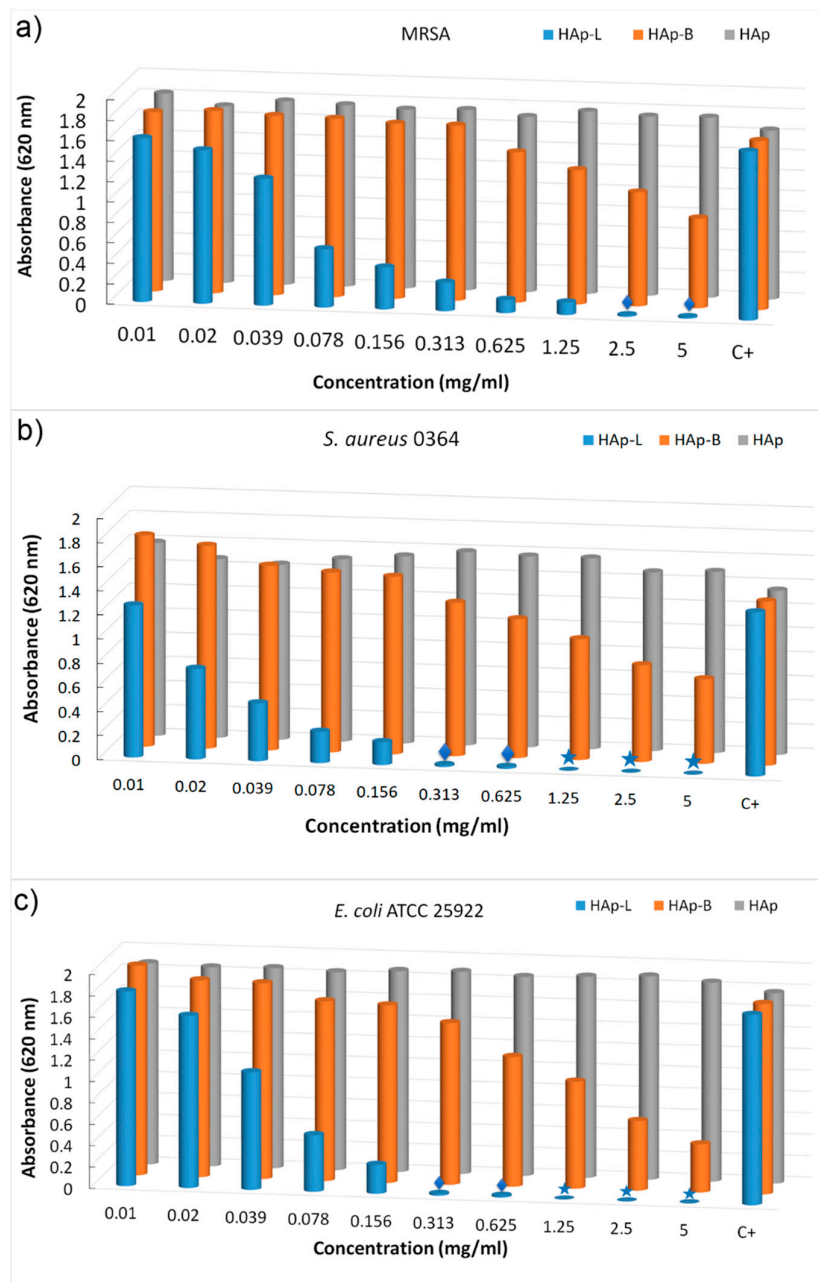 a)
MRSA
HAp-L HAp-B HAp
Absorbance (620 nm)
2
1.8
1.6
1.4
1.2
1
0.8
0.6
0.4
0.2
0
0.01 0.02 0.039 0.078 0.156 0.313 0.625 1.25 2.5 5 C+
Concentration (mg/ml)
b)
S. aureus 0364
HAp-L HAp-B HAp
Absorbance (620 nm)
2
1.8
1.6
1.4
1.2
1
0.8
0.6
0.4
0.2
0
0.01 0.02 0.039 0.078 0.156 0.313 0.625 1.25 2.5 5 C+
Concentration (mg/ml)
c)
E. coli ATCC 25922
HAp-L HAp-B HAp
Absorbance (620 nm)
2
1.8
1.6
1.4
1.2
1
0.8
0.6
0.4
0.2
0
0.01 0.02 0.039 0.078 0.156 0.313 0.625 1.25 2.5 5 C+
Concentration (mg/ml)